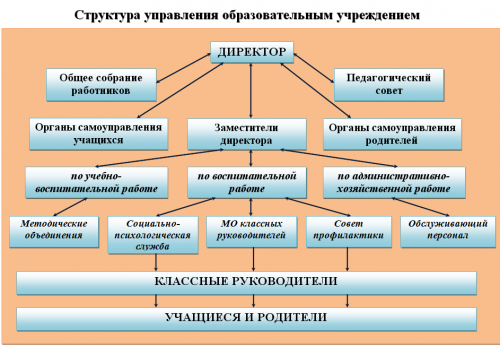 Структура управления образовательным учреждением
ДИРЕКТОР
Общее собрание
работников
Педагогический
совет
Органы самоуправления
учащихся
Заместители
директора
Органы самоуправления
родителей
по учебно-
воспитательной работе
по воспитательной
работе
по административно-
хозяйственной работе
Методические
объединения
Социально-
психологическая
служба
МО классных
руководителей
Совет
профилактики
Обслуживающий
персонал
КЛАССНЫЕ РУКОВОДИТЕЛИ
УЧАЩИЕСЯ И РОДИТЕЛИ